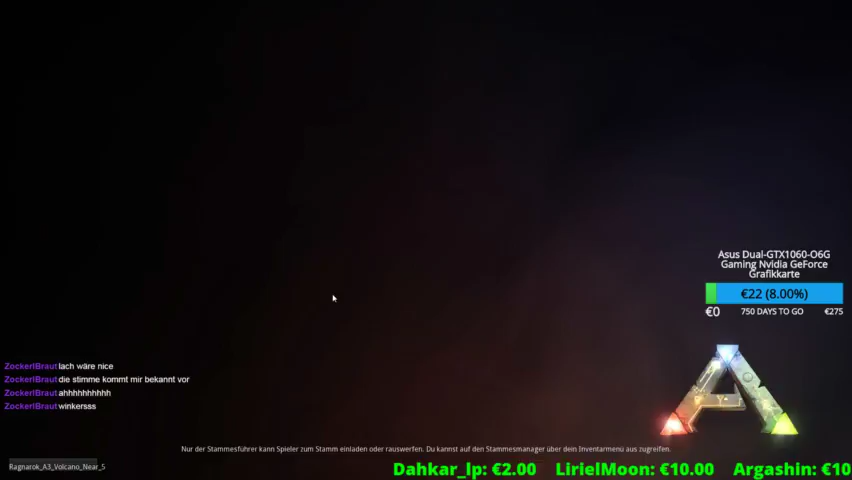 Asus Dual-GTX1060-O6G
Gaming Nvidia GeForce
Grafikkarte
€22 (8.00%)
€0 750 DAYS TO GO €275
ZockerlBraut lach wäre nice
ZockerlBraut die stimme kommt mir bekannt vor
ZockerlBraut ahhhhhhhhhh
ZockerlBraut winkersss
Nur der Stammesführer kann Spieler zum Stamm einladen oder rauswerfen. Du kannst auf den Stammesmanager über dein Inventarmenü aus zugreifen.
Ragnarok_A3_Volcano_Near_5
Dahkar_lp: €2.00 LirielMoon: €10.00 Argashin: €10